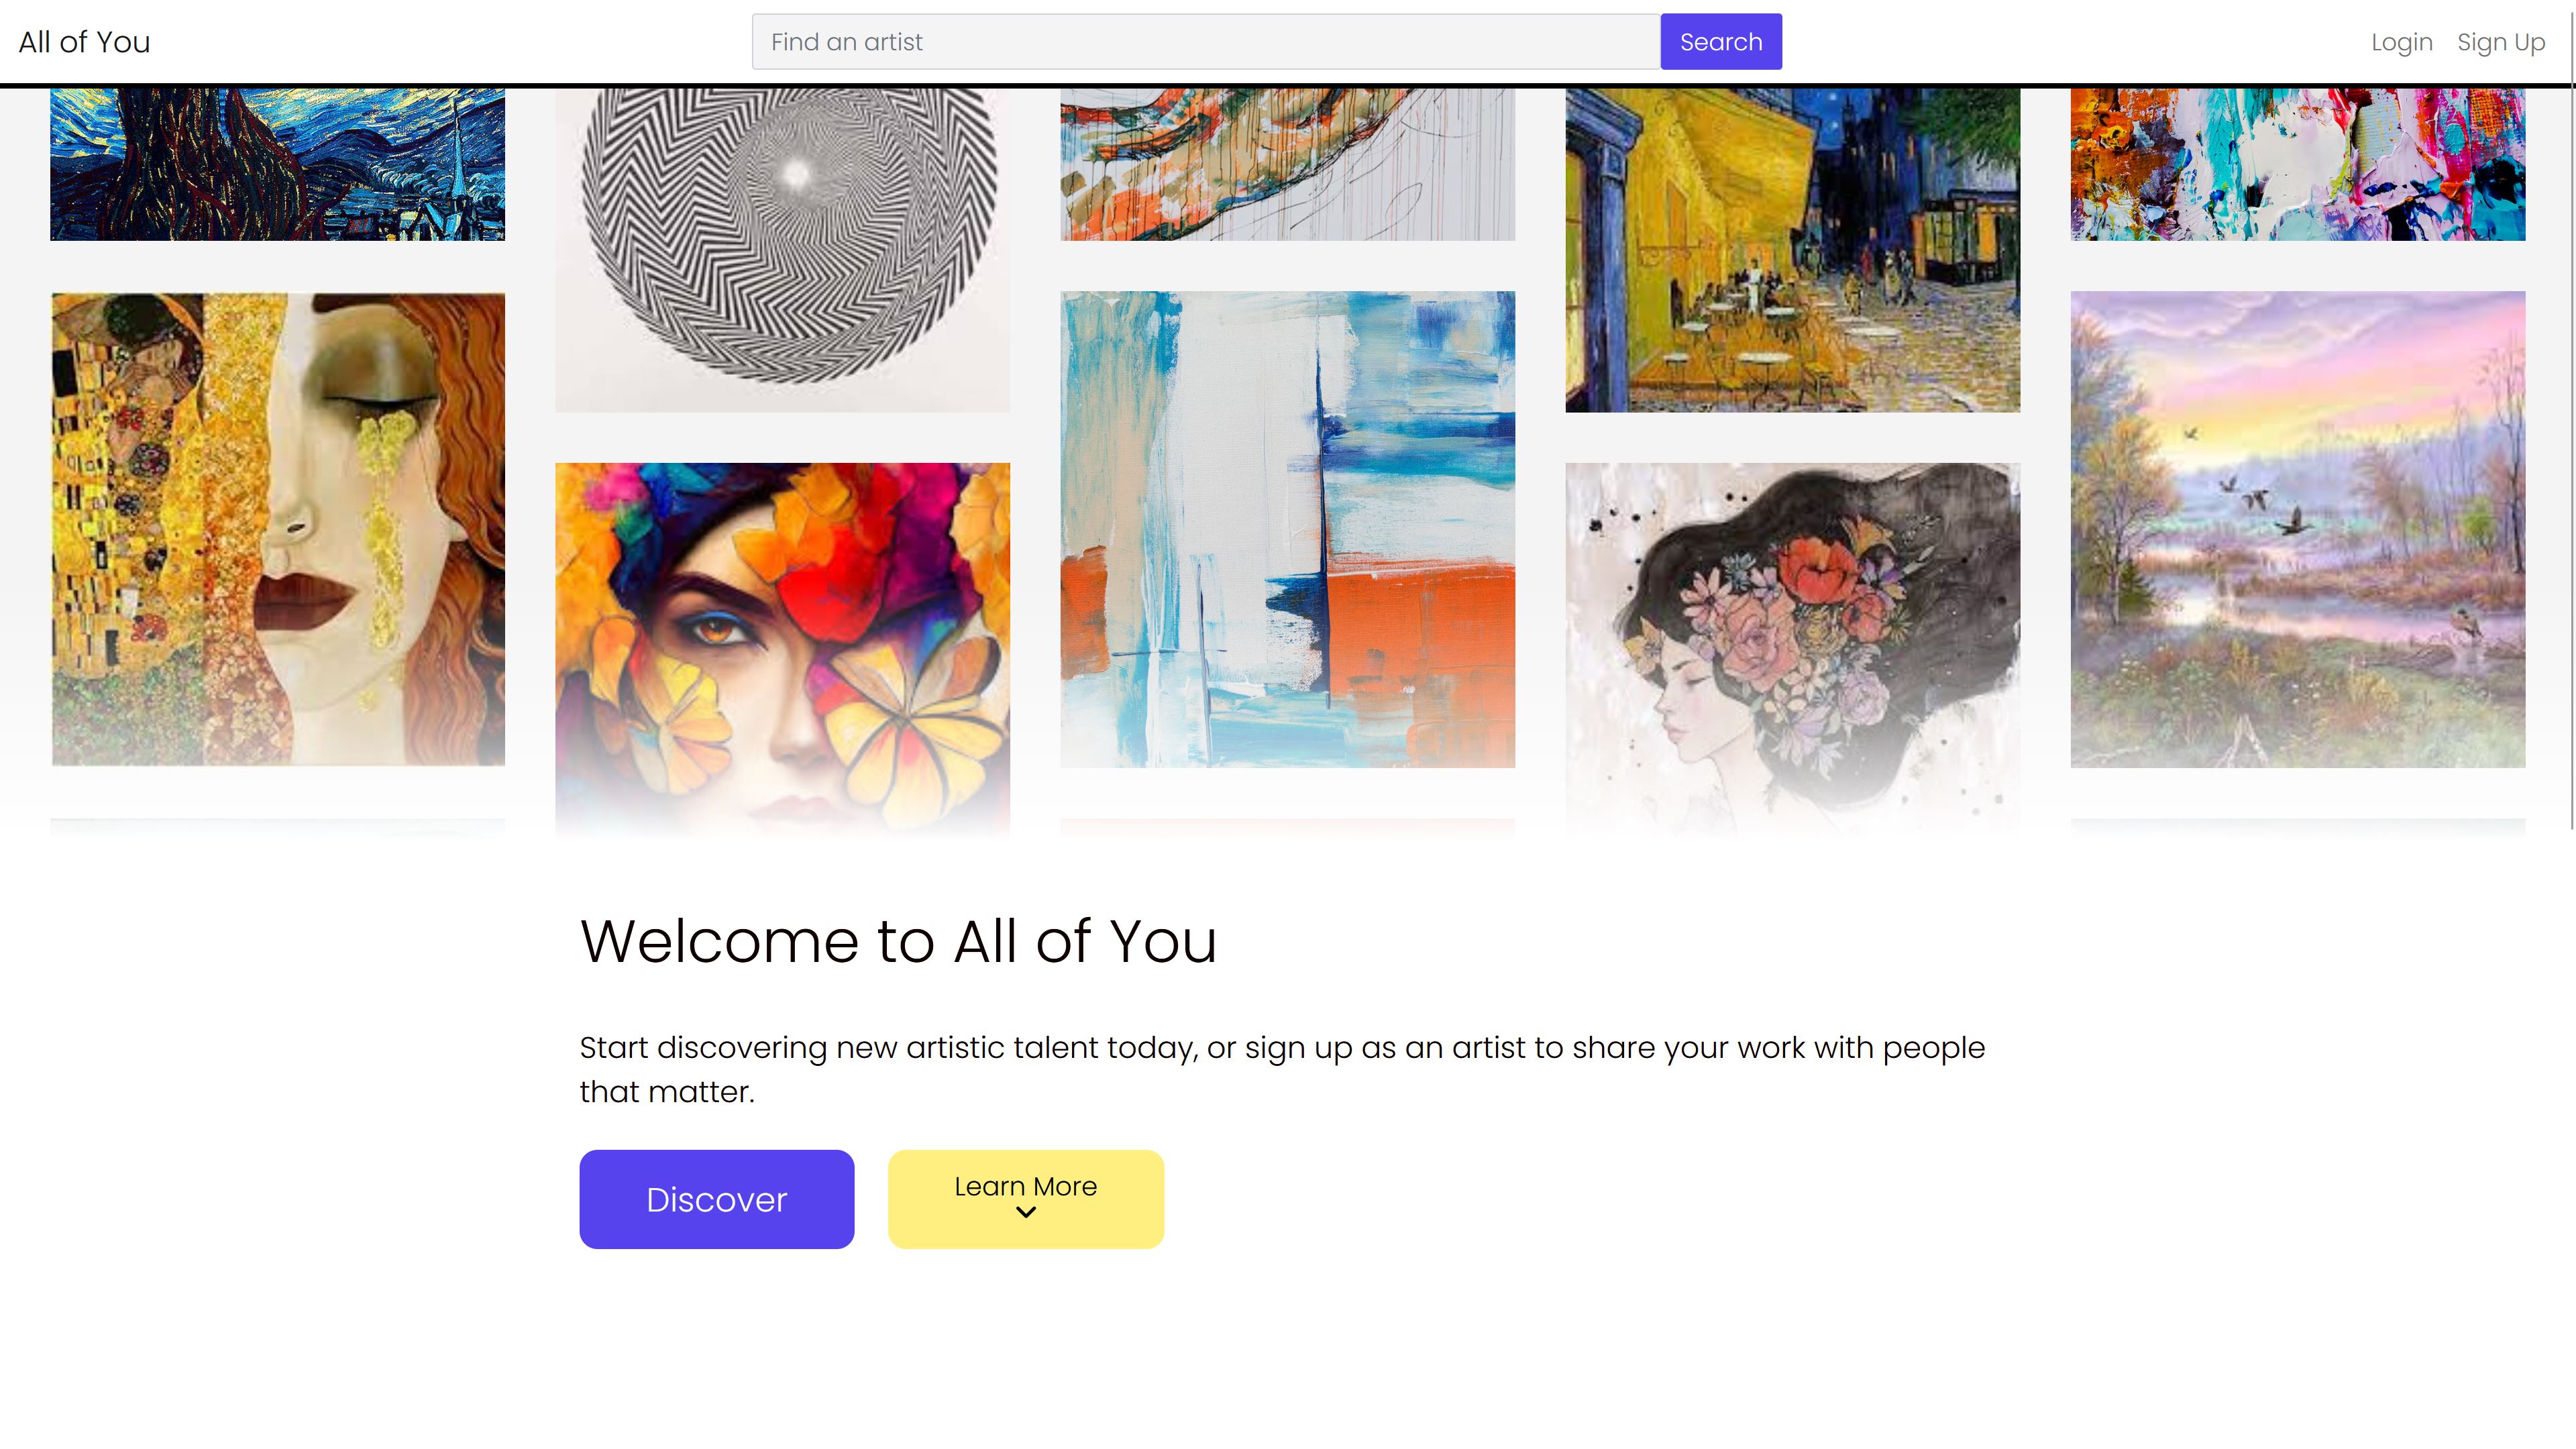 All of You
Find an artist
Search
Login
Sign Up
Welcome to All of You
Start discovering new artistic talent today, or sign up as an artist to share your work with people
that matter.
Discover
Learn More